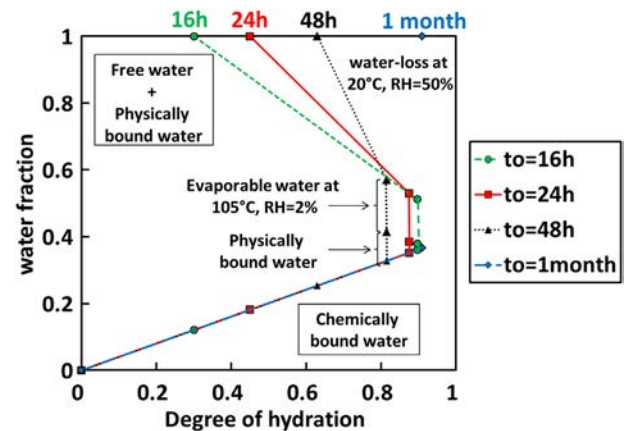 16h 24h 48h 1 month
1
0.8
0.6
0.4
0.2
0
water fraction
Free water
+
Physically
bound water
water-loss at
20°C, RH=50%
Evaporable water at
105°C, RH=2%
Physically
bound water
Chemically
bound water
0 0.2 0.4 0.6 0.8 1
Degree of hydration
to=16h
to=24h
to=48h
to=1month